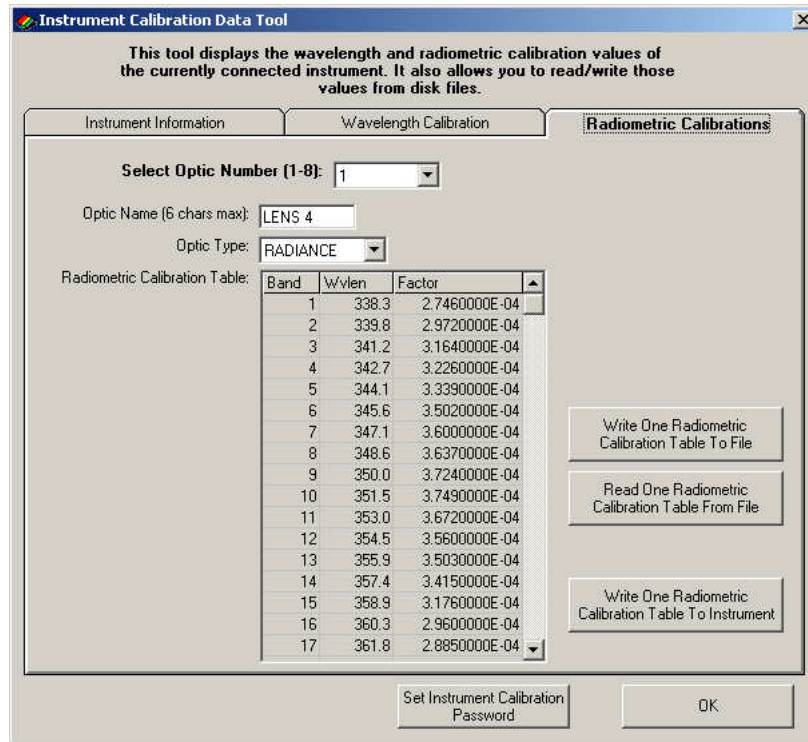 Instrument Calibration Data Tool
This tool displays the wavelength and radiometric calibration values of
the currently connected instrument. It also allows you to read/write those
values from disk files.
Instrument Information
Wavelength Calibration
Radiometric Calibrations
Select Optic Number (1-8): 1
Optic Name (6 chars max): LENS 4
Optic Type: RADIANCE
Radiometric Calibration Table:
Band Wvlen Factor
1 338.3 2.7460000E-04
2 339.8 2.9720000E-04
3 341.2 3.1640000E-04
4 342.7 3.2260000E-04
5 344.1 3.3390000E-04
6 345.6 3.5020000E-04
7 347.1 3.6000000E-04
8 348.6 3.6370000E-04
9 350.0 3.7240000E-04
10 351.5 3.7490000E-04
11 353.0 3.6720000E-04
12 354.5 3.5600000E-04
13 355.9 3.5030000E-04
14 357.4 3.4150000E-04
15 358.9 3.1760000E-04
16 360.3 2.9600000E-04
17 361.8 2.8850000E-04
Write One Radiometric
Calibration Table To File
Read One Radiometric
Calibration Table From File
Write One Radiometric
Calibration Table To Instrument
Set Instrument Calibration
Password
OK